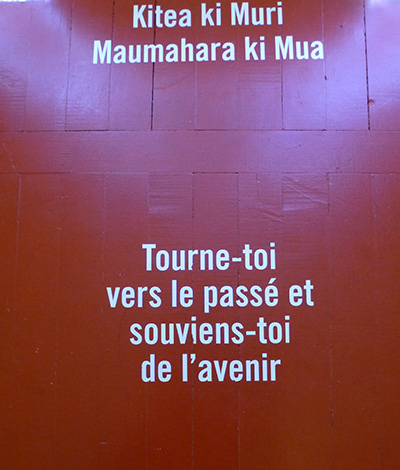 Kitea ki Muri
Maumahara ki Mua
Tourne-toi
vers le passé et
souviens-toi
de l'avenir